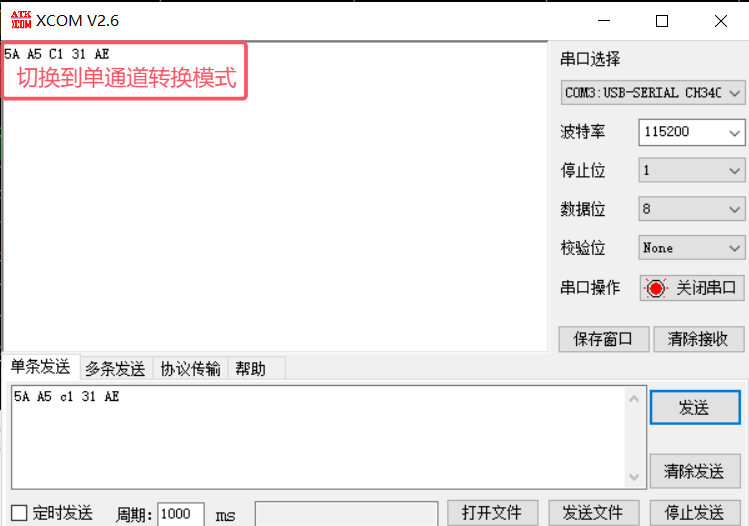 ATK
XCOM
XCOM V2.6
5A A5 C1 31 AE
切换到单通道转换模式
串口选择
COM3:USB-SERIAL CH340
波特率
115200
停止位
1
数据位
8
校验位
None
串口操作
关闭串口
保存窗口
清除接收
单条发送
多条发送
协议传输
帮助
5A A5 c1 31 AE
发送
清除发送
定时发送
周期:
1000
ms
打开文件
发送文件
停止发送